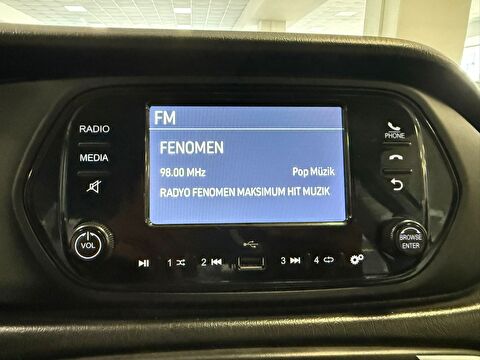 FM
RADIO
FENOMEN
PHONE
MEDIA
98.00 MHz Pop Müzik
RADYO FENOMEN MAKSIMUM HIT MUZIK
VOL
BROWSE
ENTER
1 2 3 4